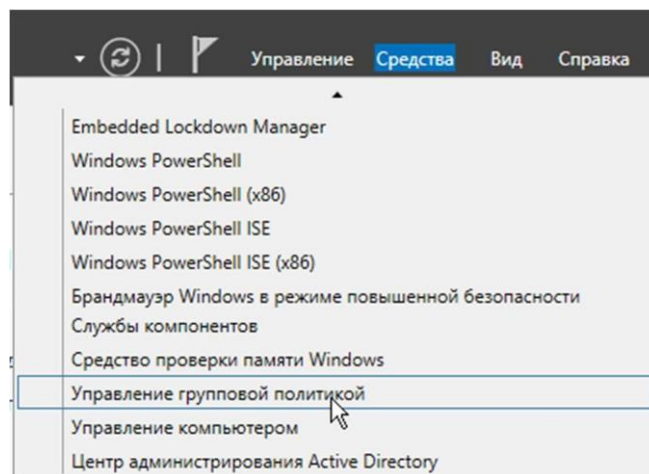 Управление Средства Вид Справка
Embedded Lockdown Manager
Windows PowerShell
Windows PowerShell (x86)
Windows PowerShell ISE
Windows PowerShell ISE (x86)
Брандмауэр Windows в режиме повышенной безопасности
Службы компонентов
Средство проверки памяти Windows
Управление групповой политикой
Управление компьютером
Центр администрирования Active Directory